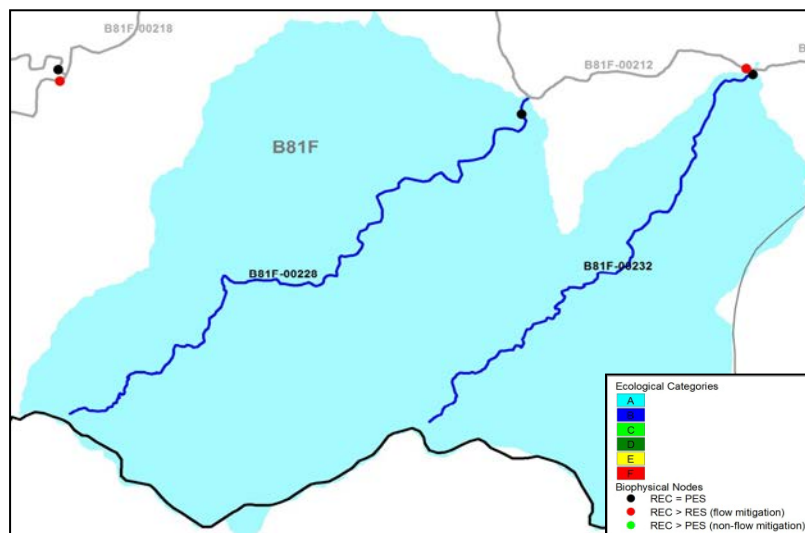 B81F-00218
B81F-00212
B
B81F
B81F-00228
B81F-00232
Ecological Categories
A
B
C
D
E
F
Biophysical Nodes
REC = PES
REC > RES (flow mitigation)
REC > PES (non-flow mitigation)